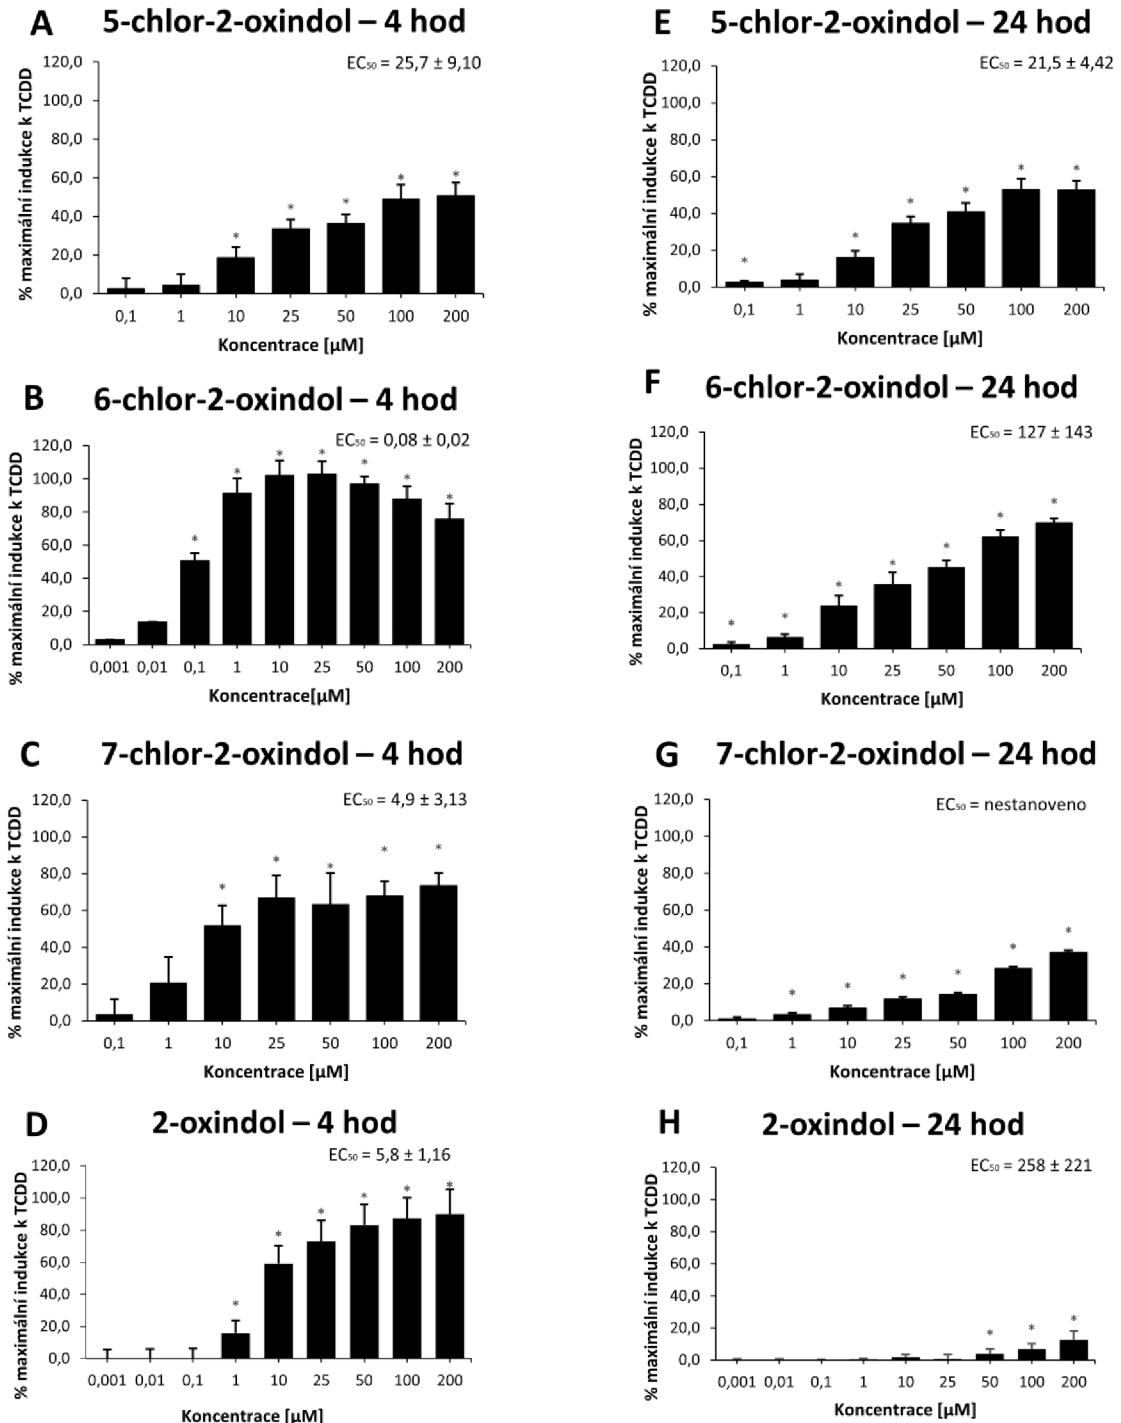 A
5-chlor-2-oxindol – 4 hod
EC₅₀ = 25,7 ± 9,10
% maximální indukce k TCDD
120,0
100,0
80,0
60,0
40,0
20,0
0,0
* * * * *
0,1 1 10 25 50 100 200
Koncentrace [µM]
E
5-chlor-2-oxindol – 24 hod
EC₅₀ = 21,5 ± 4,42
% maximální indukce k TCDD
120,0
100,0
80,0
60,0
40,0
20,0
0,0
* * * * * *
0,1 1 10 25 50 100 200
Koncentrace [µM]
B
6-chlor-2-oxindol – 4 hod
EC₅₀ = 0,08 ± 0,02
% maximální indukce k TCDD
120,0
100,0
80,0
60,0
40,0
20,0
0,0
* * * * * * *
0,001 0,01 0,1 1 10 25 50 100 200
Koncentrace[µM]
F
6-chlor-2-oxindol – 24 hod
EC₅₀ = 127 ± 143
% maximální indukce k TCDD
120,0
100,0
80,0
60,0
40,0
20,0
0,0
* * * * * * *
0,1 1 10 25 50 100 200
Koncentrace [µM]
C
7-chlor-2-oxindol – 4 hod
EC₅₀ = 4,9 ± 3,13
% maximální indukce k TCDD
120,0
100,0
80,0
60,0
40,0
20,0
0,0
* * * * *
0,1 1 10 25 50 100 200
Koncentrace [µM]
G
7-chlor-2-oxindol – 24 hod
EC₅₀ = nestanoveno
% maximální indukce k TCDD
120,0
100,0
80,0
60,0
40,0
20,0
0,0
* * * * * *
0,1 1 10 25 50 100 200
Koncentrace [µM]
D
2-oxindol – 4 hod
EC₅₀ = 5,8 ± 1,16
% maximální indukce k TCDD
120,0
100,0
80,0
60,0
40,0
20,0
0,0
* * * * * *
0,001 0,01 0,1 1 10 25 50 100 200
Koncentrace [µM]
H
2-oxindol – 24 hod
EC₅₀ = 258 ± 221
% maximální indukce k TCDD
120,0
100,0
80,0
60,0
40,0
20,0
0,0
* * *
0,001 0,01 0,1 1 10 25 50 100 200
Koncentrace [µM]